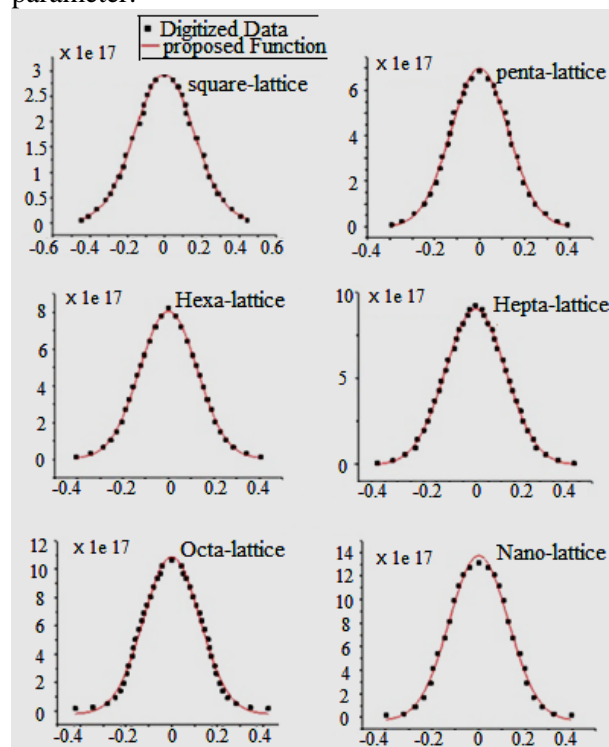 parameter.
Digitized Data
proposed Function
x 1e 17
square-lattice
3
2.5
2
1.5
1
0.5
0
-0.6 -0.4 -0.2 0 0.2 0.4 0.6
x 1e 17
penta-lattice
6
4
2
0
-0.4 -0.2 0 0.2 0.4
x 1e 17
Hexa-lattice
8
6
4
2
0
-0.4 -0.2 0 0.2 0.4
x 1e 17
Hepta-lattice
10
5
0
-0.4 -0.2 0 0.2 0.4
x 1e 17
Octa-lattice
12
10
8
6
4
2
0
-0.4 -0.2 0 0.2 0.4
x 1e 17
Nano-lattice
14
12
10
8
6
4
2
0
-0.4 -0.2 0 0.2 0.4